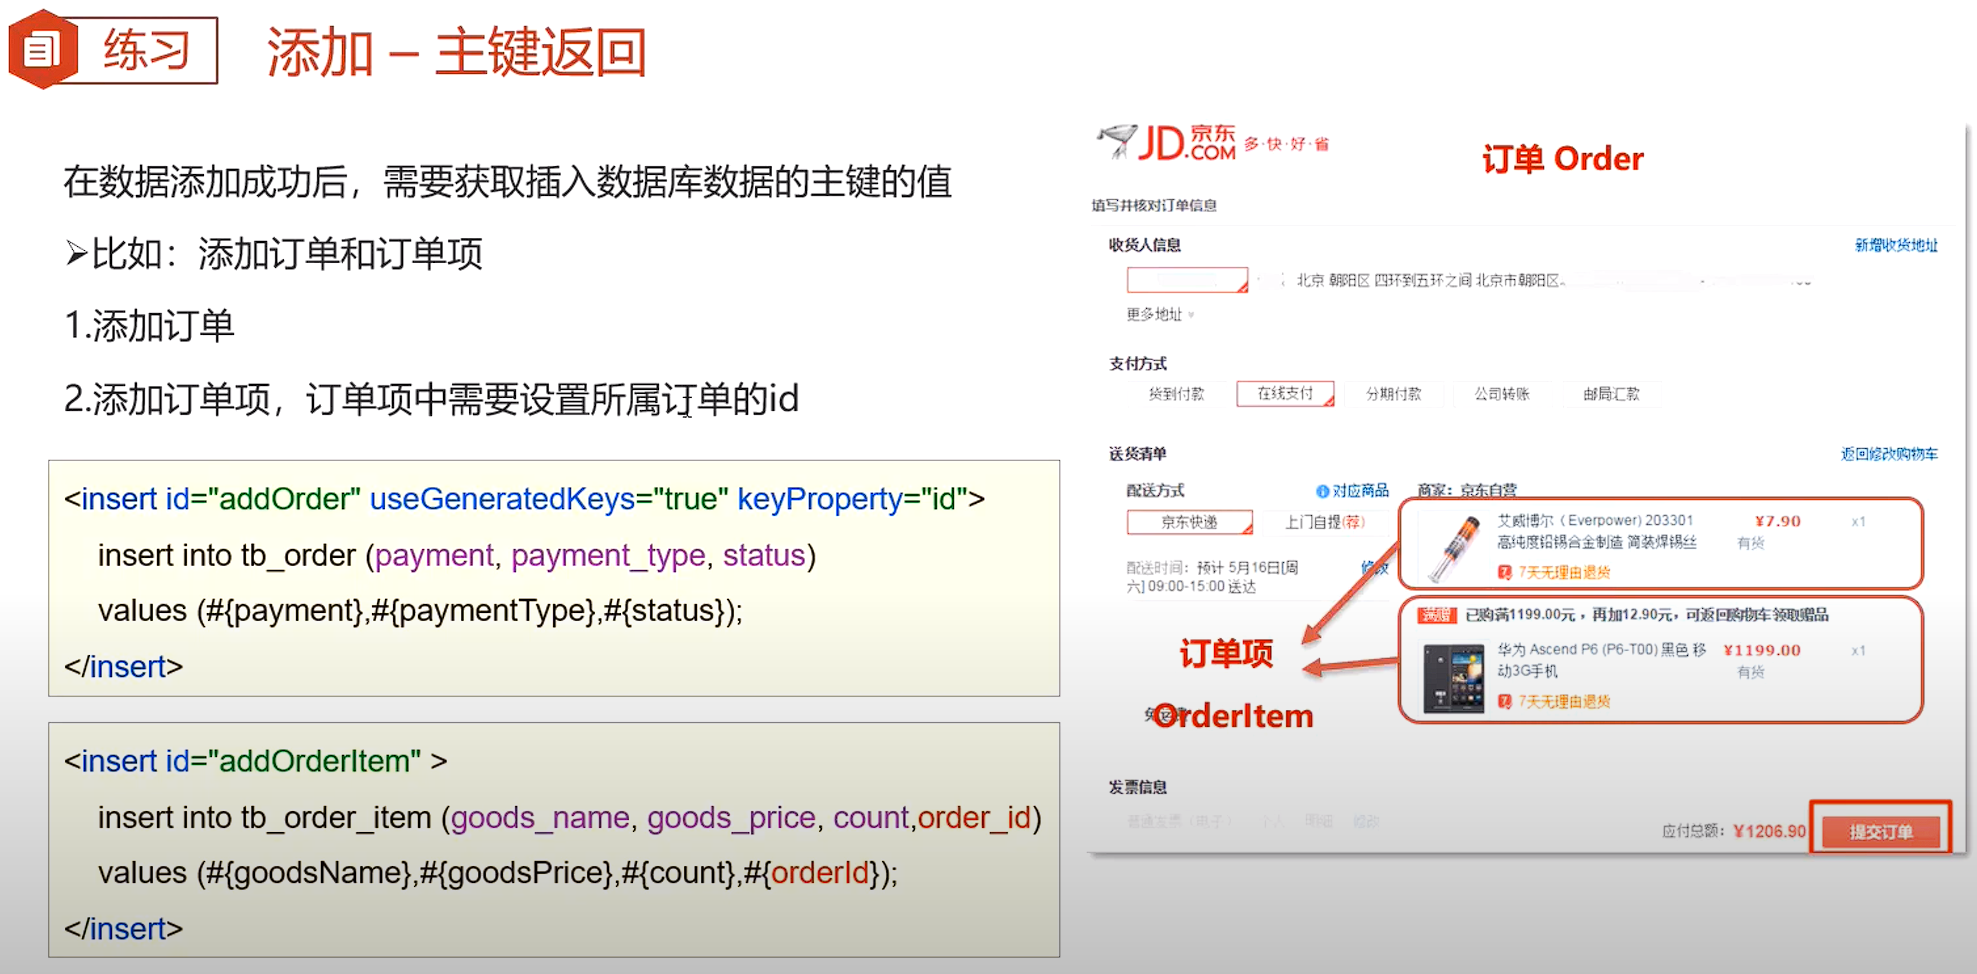 练习
添加 – 主键返回
在数据添加成功后，需要获取插入数据库数据的主键的值
➢比如：添加订单和订单项
1.添加订单
2.添加订单项，订单项中需要设置所属订单的id
<insert id="addOrder" useGeneratedKeys="true" keyProperty="id">
insert into tb_order (payment, payment_type, status)
values (#{payment},#{paymentType},#{status});
</insert>
<insert id="addOrderItem" >
insert into tb_order_item (goods_name, goods_price, count,order_id)
values (#{goodsName},#{goodsPrice},#{count},#{orderId});
</insert>
JD.COM 京东 多·快·好·省
订单 Order
填写并核对订单信息
收货人信息 新增收货地址
北京 朝阳区 四环到五环之间 北京市朝阳区
更多地址
支付方式
货到付款 在线支付 分期付款 公司转账 邮局汇款
送货清单 返回修改购物车
配送方式 对应商品 商家：京东自营
京东快递 上门自提(荐)
配送时间：预计 5月16日[周
六] 09:00-15:00 送达
修改
艾威博尔（Everpower) 203301 ¥7.90 x1
高纯度铅锡合金制造 筒装焊锡丝 有货
7天无理由退货
满赠 已购满1199.00元，再加12.90元，可返回购物车领取赠品
华为 Ascend P6 (P6-T00) 黑色 移 ¥1199.00 x1
动3G手机 有货
7天无理由退货
订单项
OrderItem
发票信息
普通发票（电子） 个人 明细 修改
应付总额：¥1206.90 提交订单